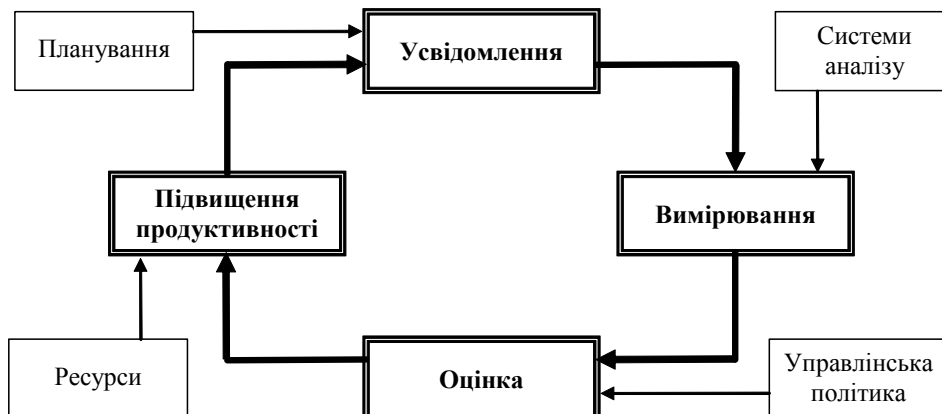 Планування
Усвідомлення
Системи
аналізу
Підвищення
продуктивності
Вимірювання
Ресурси
Оцінка
Управлінська
політика